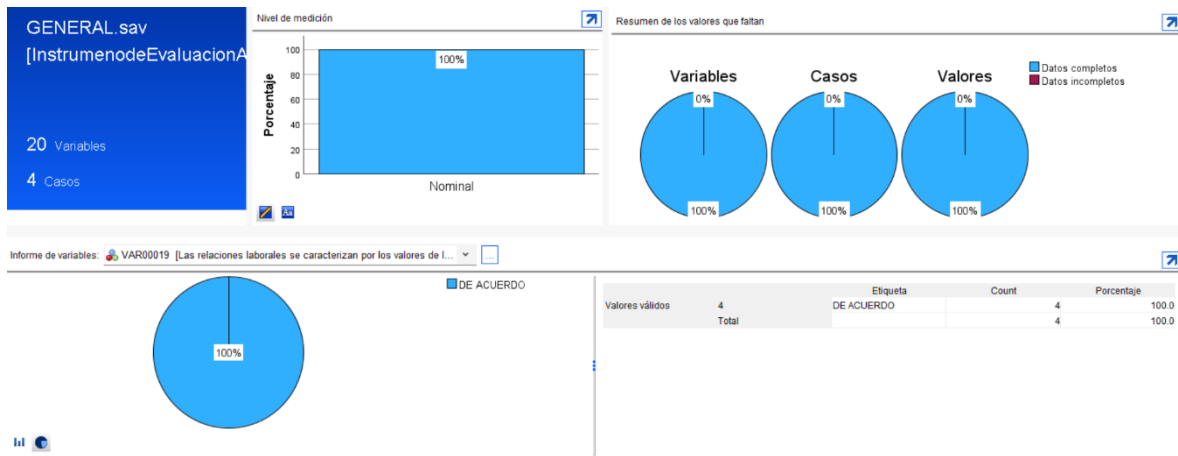 GENERAL.sav
[InstrumenodeEvaluacionA
20 Variables
4 Casos
Nivel de medición
Porcentaje
100
80
60
40
20
0
100%
Nominal
Aa
Resumen de los valores que faltan
Variables
Casos
Valores
Datos completos
Datos incompletos
0%
0%
0%
100%
100%
100%
Informe de variables: VAR00019 [Las relaciones laborales se caracterizan por los valores de l... ...
DE ACUERDO
100%
Etiqueta Count Porcentaje
Valores válidos 4 DE ACUERDO 4 100.0
Total 4 100.0